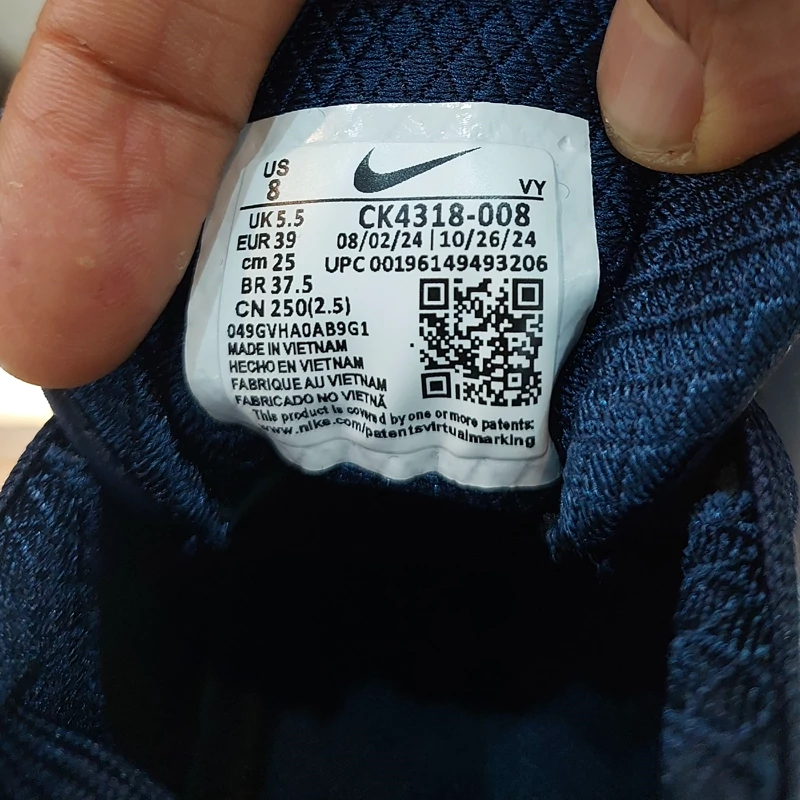 US
8
VY
UK 5.5
CK4318-008
EUR 39
08/02/24 | 10/26/24
cm 25
UPC 00196149493206
BR 37.5
CN 250(2.5)
049GVHA0AB9G1
MADE IN VIETNAM
HECHO EN VIETNAM
FABRIQUE AU VIETNAM
FABRICADO NO VIETNÃ
This product is covered by one or more patents:
www.nike.com/patentsvirtualmarking